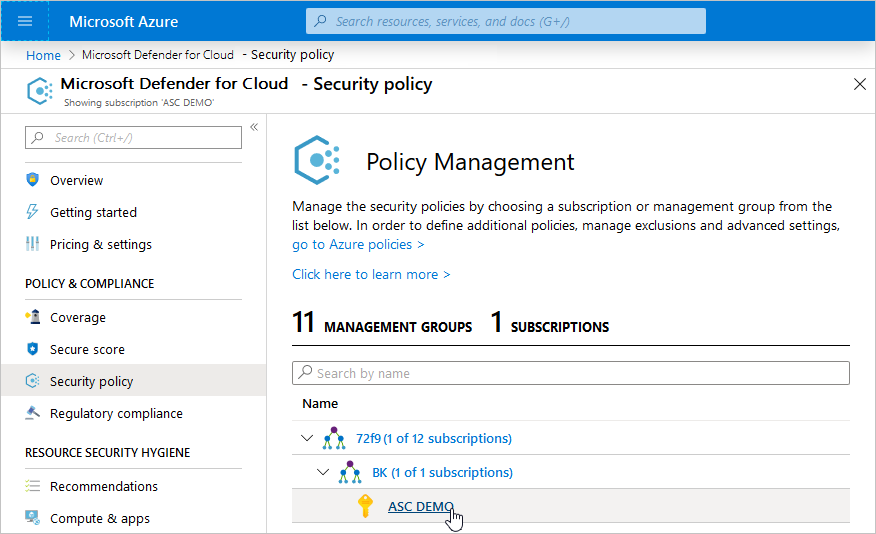 Microsoft Azure
Search resources, services, and docs (G+/)
Home > Microsoft Defender for Cloud - Security policy
Microsoft Defender for Cloud - Security policy
Showing subscription 'ASC DEMO'
Search (Ctrl+/)
«
Overview
Getting started
Pricing & settings
POLICY & COMPLIANCE
Coverage
Secure score
Security policy
Regulatory compliance
RESOURCE SECURITY HYGIENE
Recommendations
Compute & apps
Policy Management
Manage the security policies by choosing a subscription or management group from the
list below. In order to define additional policies, manage exclusions and advanced settings,
go to Azure policies >
Click here to learn more >
11 MANAGEMENT GROUPS 1 SUBSCRIPTIONS
Search by name
Name
72f9 (1 of 12 subscriptions)
BK (1 of 1 subscriptions)
ASC DEMO